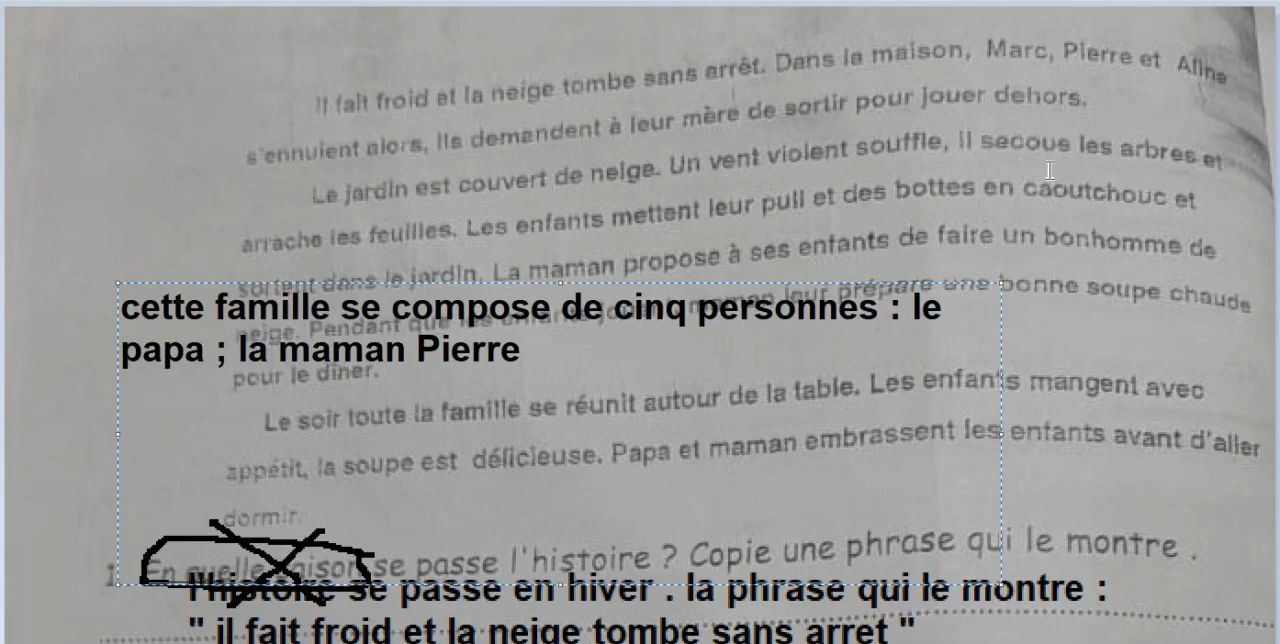 Il fait froid et la neige tombe sans arrêt. Dans la maison, Marc, Pierre et Aline
s'ennuient alors, ils demandent à leur mère de sortir pour jouer dehors.
Le jardin est couvert de neige. Un vent violent souffle, il secoue les arbres et
arrache les feuilles. Les enfants mettent leur pull et des bottes en caoutchouc et
sortent dans le jardin. La maman propose à ses enfants de faire un bonhomme de
neige. Pendant que les enfants jouent, maman leur prépare une bonne soupe chaude
cette famille se compose de cinq personnes : le
papa ; la maman Pierre
pour le dîner.
Le soir toute la famille se réunit autour de la table. Les enfants mangent avec
appétit, la soupe est délicieuse. Papa et maman embrassent les enfants avant d'aller
dormir.
1 En quelle saison se passe l'histoire ? Copie une phrase qui le montre .
l'histoire se passe en hiver . la phrase qui le montre :
" il fait froid et la neige tombe sans arret "